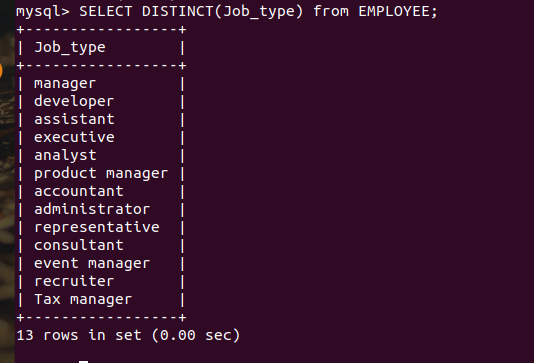 mysql> SELECT DISTINCT(Job_type) from EMPLOYEE;
+-----------------+
| Job_type        |
+-----------------+
| manager         |
| developer       |
| assistant       |
| executive       |
| analyst         |
| product manager |
| accountant      |
| administrator   |
| representative  |
| consultant      |
| event manager   |
| recruiter       |
| Tax manager     |
+-----------------+
13 rows in set (0.00 sec)